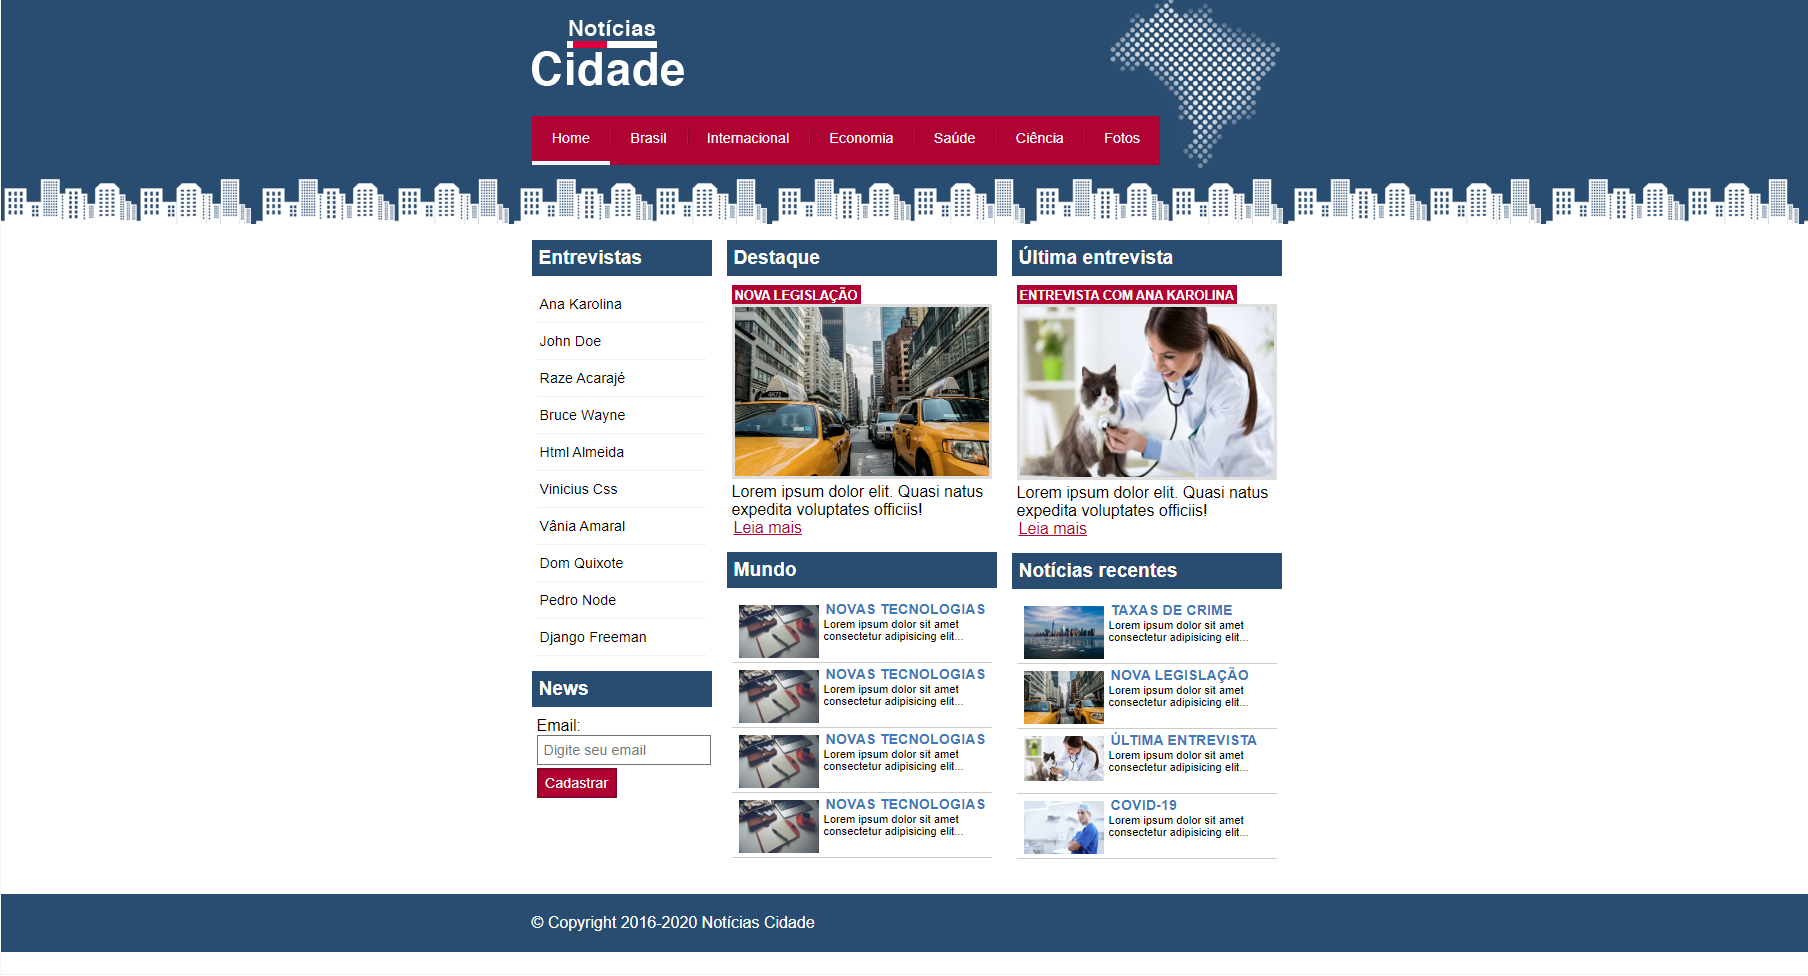 Notícias
Cidade
Home
Brasil
Internacional
Economia
Saúde
Ciência
Fotos
Entrevistas
Ana Karolina
John Doe
Raze Acarajé
Bruce Wayne
Html Almeida
Vinicius Css
Vânia Amaral
Dom Quixote
Pedro Node
Django Freeman
News
Email:
Digite seu email
Cadastrar
Destaque
NOVA LEGISLAÇÃO
Lorem ipsum dolor elit. Quasi natus
expedita voluptates officiis!
Leia mais
Mundo
NOVAS TECNOLOGIAS
Lorem ipsum dolor sit amet
consectetur adipisicing elit...
NOVAS TECNOLOGIAS
Lorem ipsum dolor sit amet
consectetur adipisicing elit...
NOVAS TECNOLOGIAS
Lorem ipsum dolor sit amet
consectetur adipisicing elit...
NOVAS TECNOLOGIAS
Lorem ipsum dolor sit amet
consectetur adipisicing elit...
Última entrevista
ENTREVISTA COM ANA KAROLINA
Lorem ipsum dolor elit. Quasi natus
expedita voluptates officiis!
Leia mais
Notícias recentes
TAXAS DE CRIME
Lorem ipsum dolor sit amet
consectetur adipisicing elit...
NOVA LEGISLAÇÃO
Lorem ipsum dolor sit amet
consectetur adipisicing elit...
ÚLTIMA ENTREVISTA
Lorem ipsum dolor sit amet
consectetur adipisicing elit...
COVID-19
Lorem ipsum dolor sit amet
consectetur adipisicing elit...
© Copyright 2016-2020 Notícias Cidade